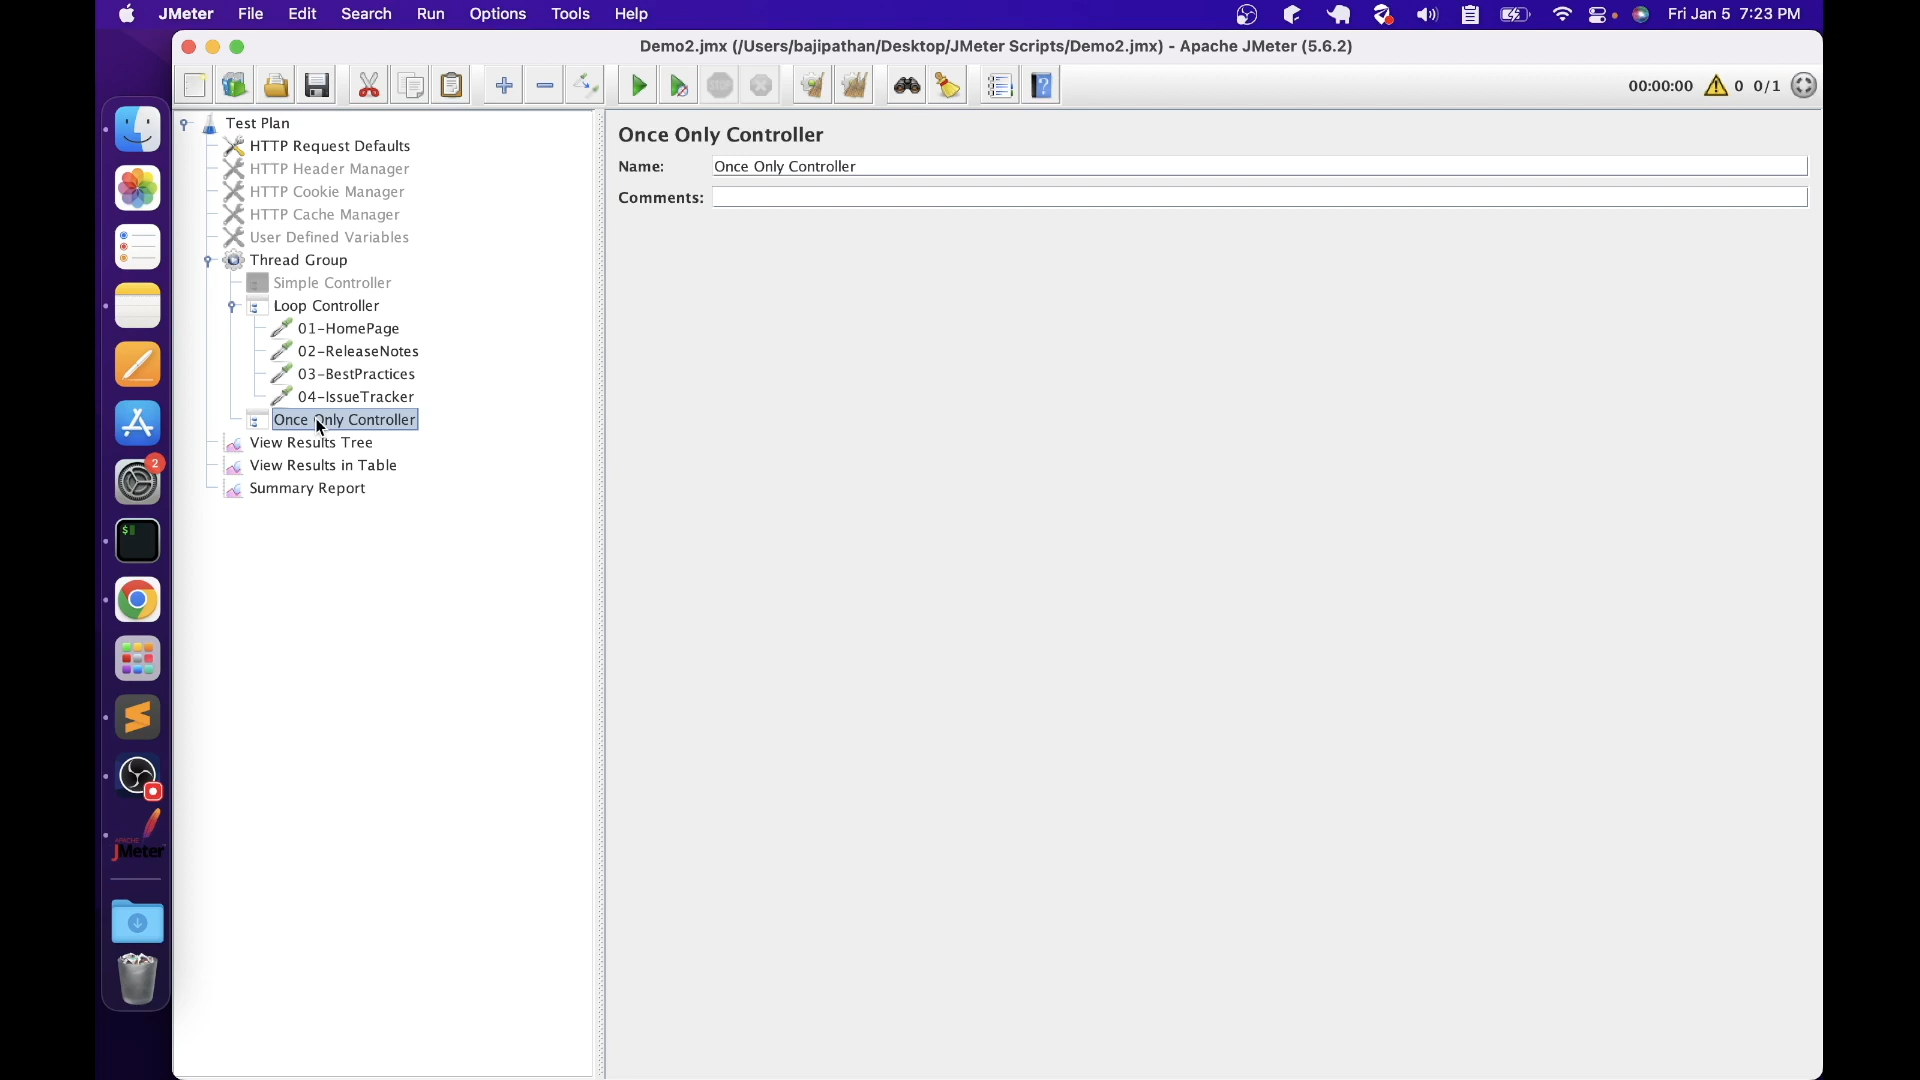 JMeter File Edit Search Run Options Tools Help Fri Jan 5 7:23 PM
Demo2.jmx (/Users/bajipathan/Desktop/JMeter Scripts/Demo2.jmx) - Apache JMeter (5.6.2)
STOP 00:00:00 0 0/1
Test Plan
HTTP Request Defaults
HTTP Header Manager
HTTP Cookie Manager
HTTP Cache Manager
User Defined Variables
Thread Group
Simple Controller
Loop Controller
01-HomePage
02-ReleaseNotes
03-BestPractices
04-IssueTracker
Once Only Controller
View Results Tree
View Results in Table
Summary Report
Once Only Controller
Name: Once Only Controller
Comments:
2
$
APACHE
JMeter